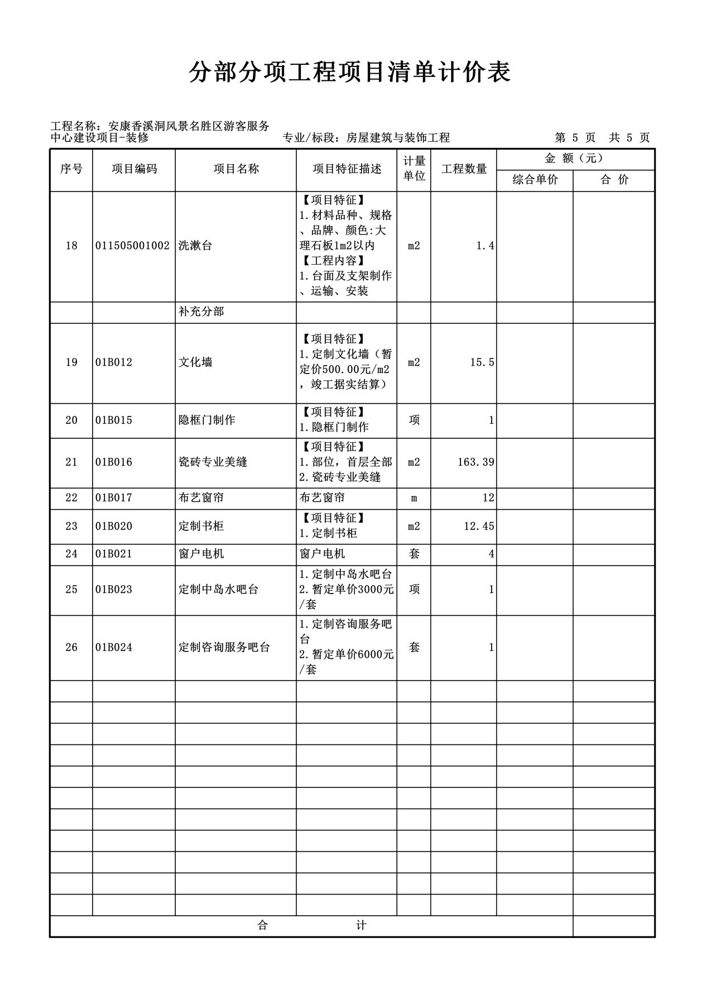 分部分项工程项目清单计价表
工程名称：安康香溪洞风景名胜区游客服务
中心建设项目-装修 专业/标段：房屋建筑与装饰工程 第 5 页 共 5 页
序号 项目编码 项目名称 项目特征描述 计量单位 工程数量 金 额（元）
综合单价 合 价
18 011505001002 洗漱台 【项目特征】
1.材料品种、规格
、品牌、颜色:大
理石板1m2以内
【工程内容】
1.台面及支架制作
、运输、安装 m2 1.4
补充分部
19 01B012 文化墙 【项目特征】
1.定制文化墙（暂
定价500.00元/m2
，竣工据实结算） m2 15.5
20 01B015 隐框门制作 【项目特征】
1.隐框门制作 项 1
21 01B016 瓷砖专业美缝 【项目特征】
1.部位，首层全部
2.瓷砖专业美缝 m2 163.39
22 01B017 布艺窗帘 布艺窗帘 m 12
23 01B020 定制书柜 【项目特征】
1.定制书柜 m2 12.45
24 01B021 窗户电机 窗户电机 套 4
25 01B023 定制中岛水吧台 1.定制中岛水吧台
2.暂定单价3000元
/套 项 1
26 01B024 定制咨询服务吧台 1.定制咨询服务吧
台
2.暂定单价6000元
/套 套 1
合 计